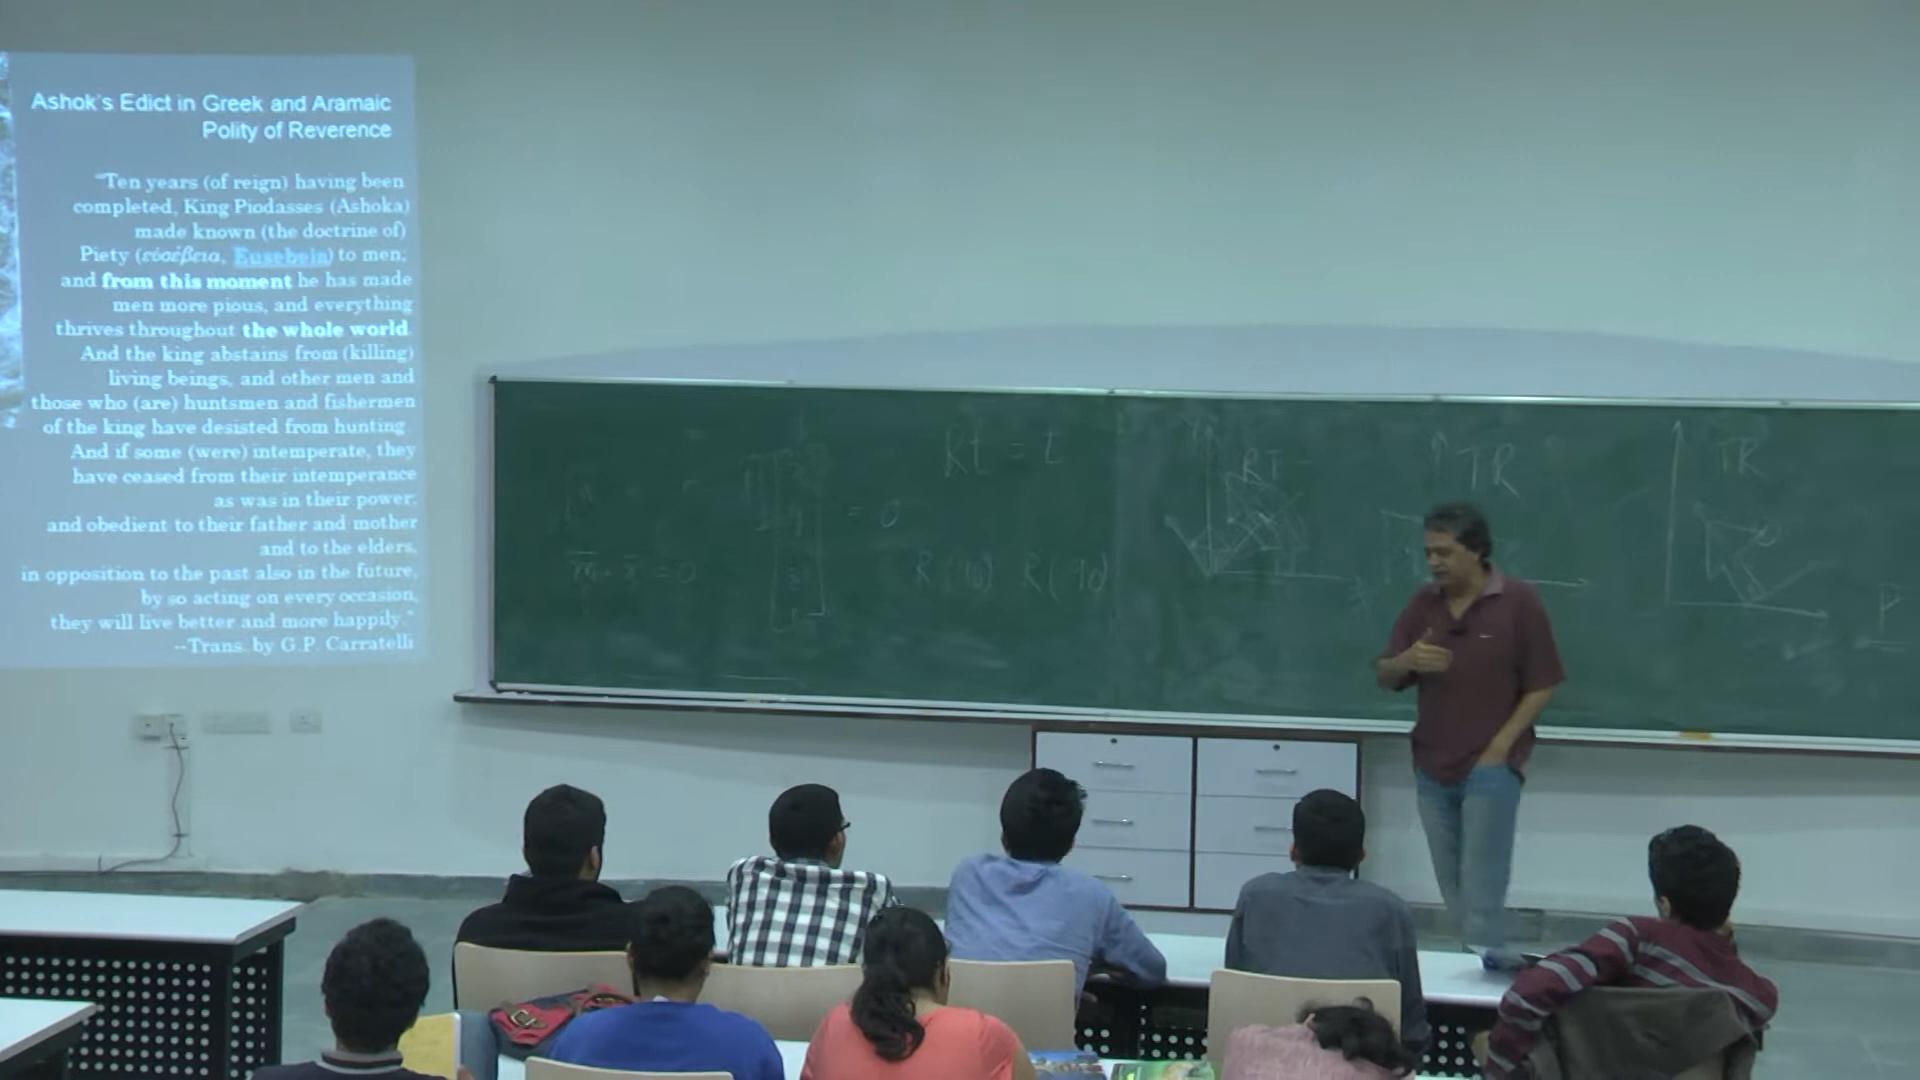 Ashok's Edict in Greek and Aramaic
Polity of Reverence
"Ten years (of reign) having been
completed, King Piodasses (Ashoka)
made known (the doctrine of)
Piety (εὐσέβεια, Eusebeia) to men;
and from this moment he has made
men more pious, and everything
thrives throughout the whole world.
And the king abstains from (killing)
living beings, and other men and
those who (are) huntsmen and fishermen
of the king have desisted from hunting.
And if some (were) intemperate, they
have ceased from their intemperance
as was in their power;
and obedient to their father and mother
and to the elders,
in opposition to the past also in the future,
by so acting on every occasion,
they will live better and more happily."
--Trans. by G.P. Carratelli
Rt = t
= 0
= 0
R(90) R(90)
RT
TR
TR
P